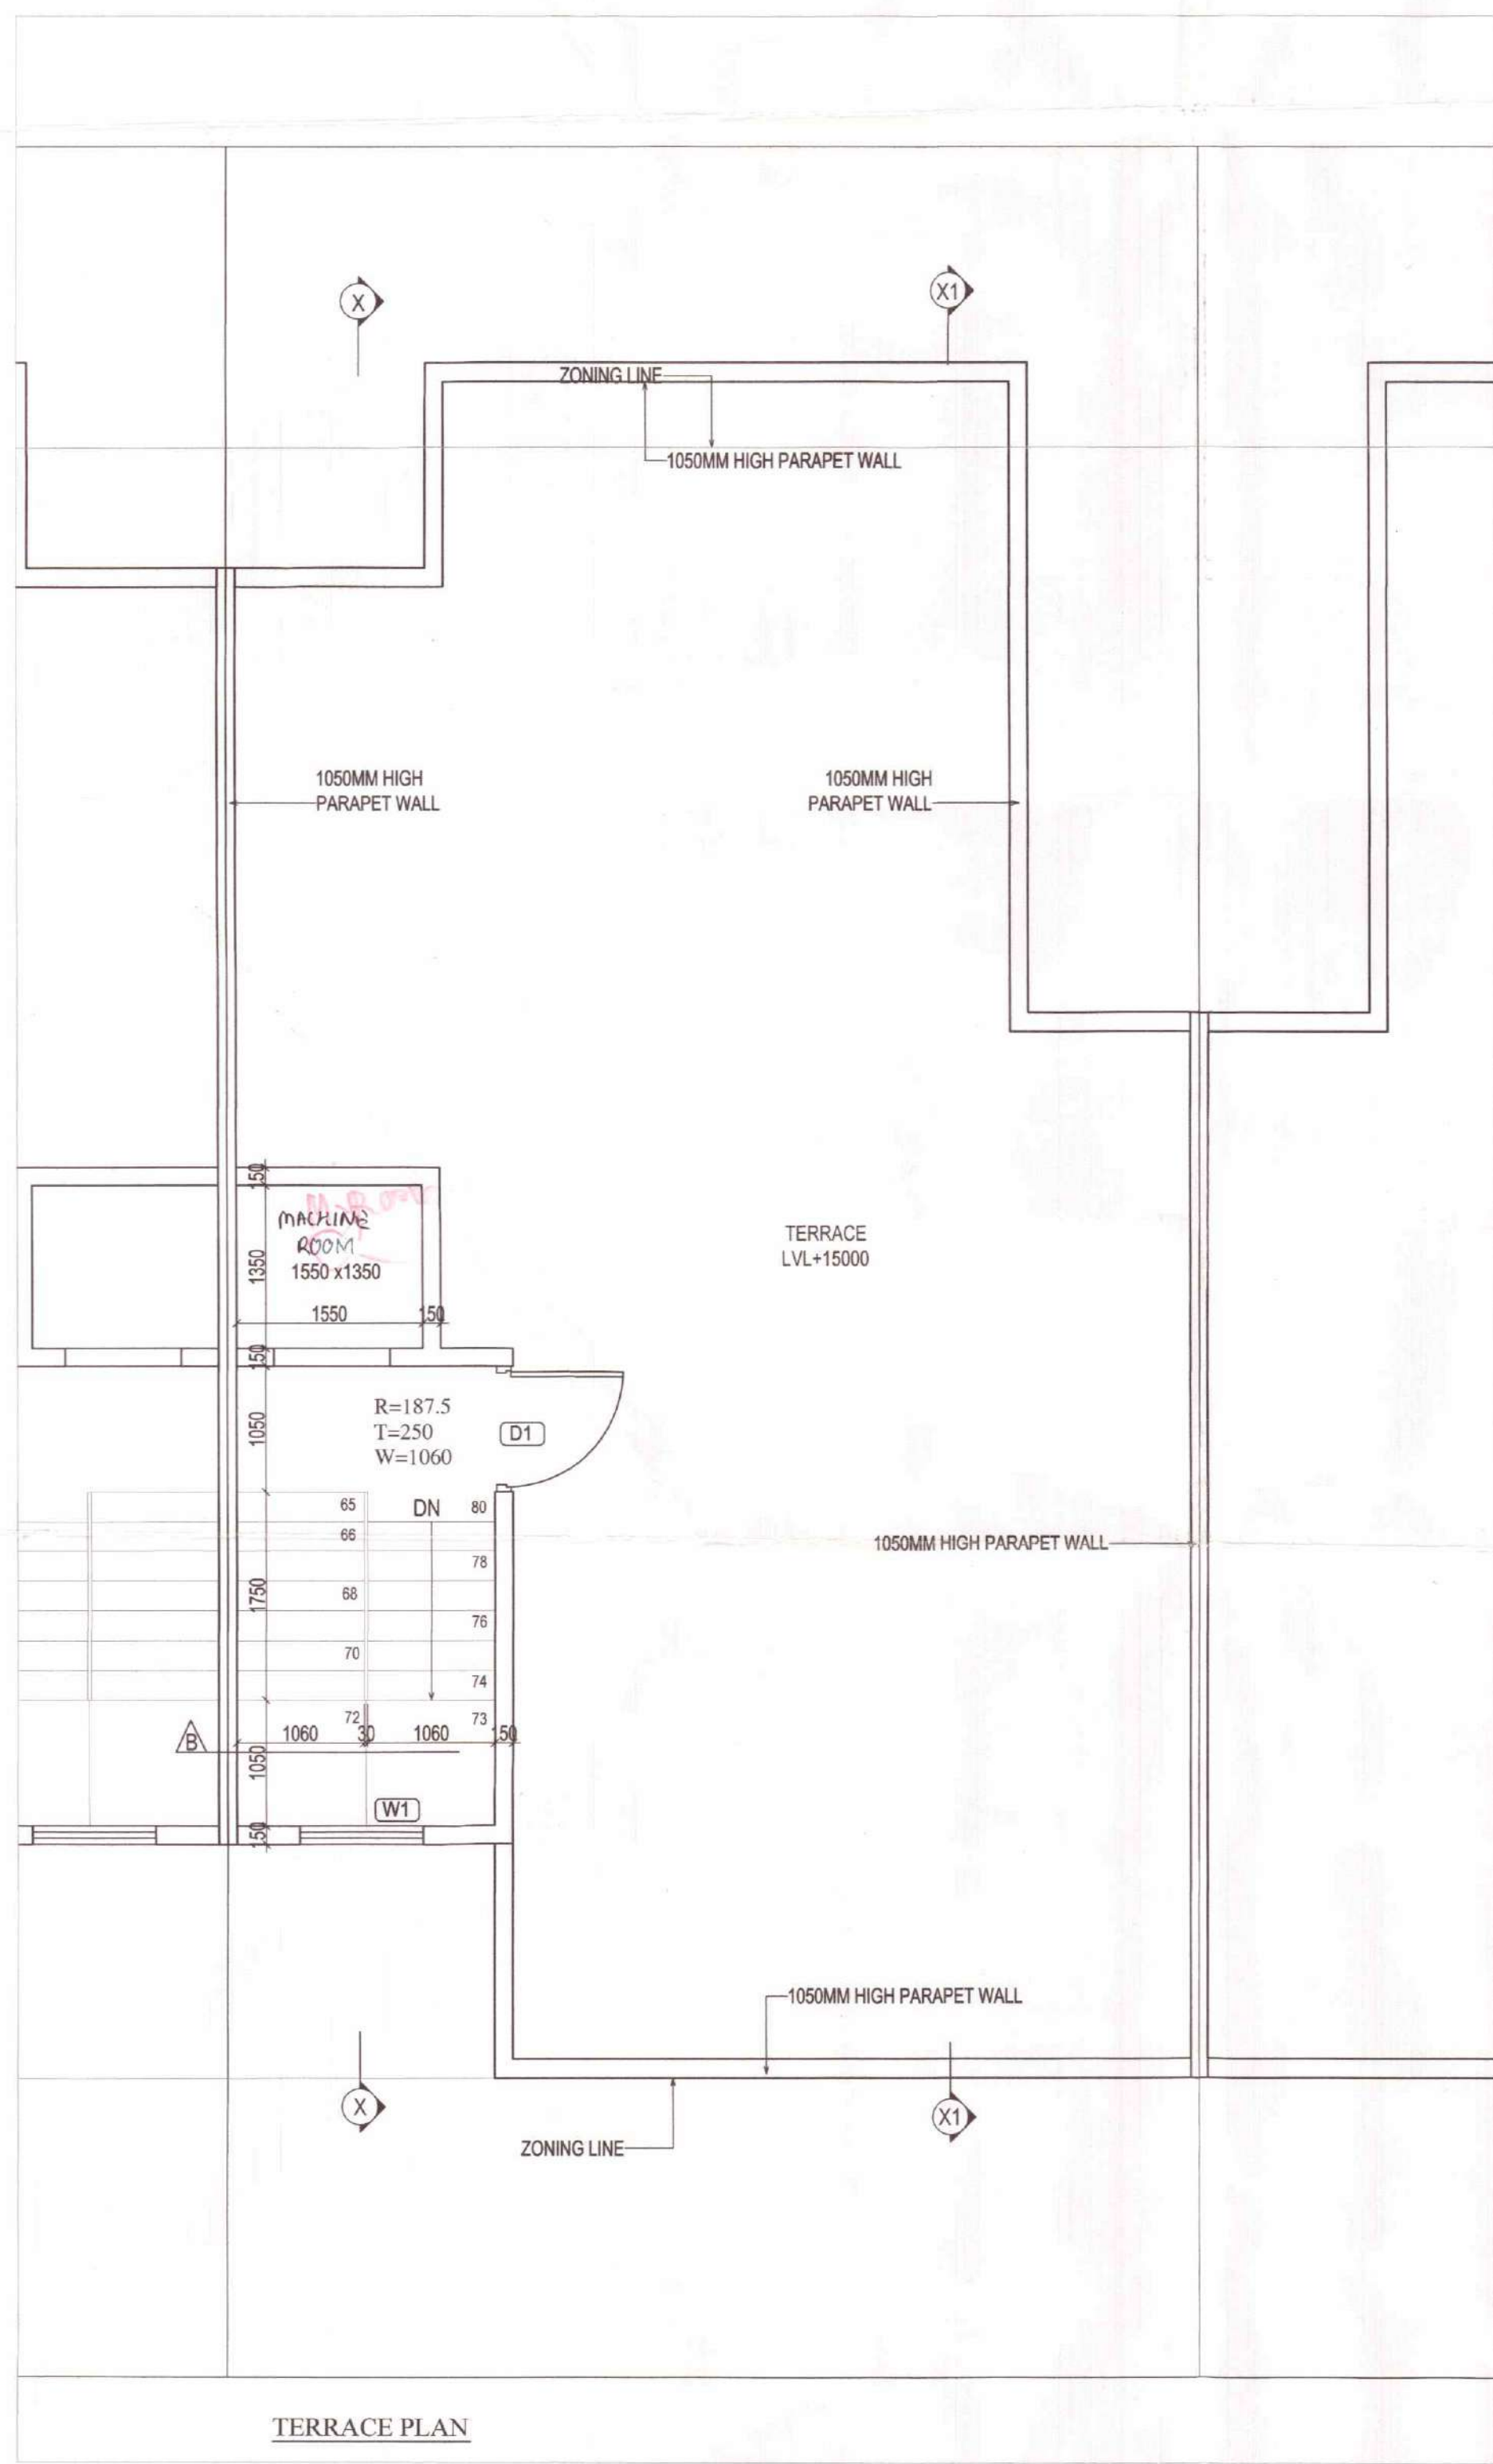 X
X1
ZONING LINE
1050MM HIGH PARAPET WALL
1050MM HIGH
PARAPET WALL
1050MM HIGH
PARAPET WALL
150
MACHINE
ROOM
1550 x1350
1350
1550
150
150
TERRACE
LVL+15000
R=187.5
T=250
W=1060
1050
D1
65
DN
80
66
78
1050MM HIGH PARAPET WALL
68
1750
76
70
74
72
73
B
1060
30
1060
150
1050
W1
150
1050MM HIGH PARAPET WALL
X
X1
ZONING LINE
TERRACE PLAN